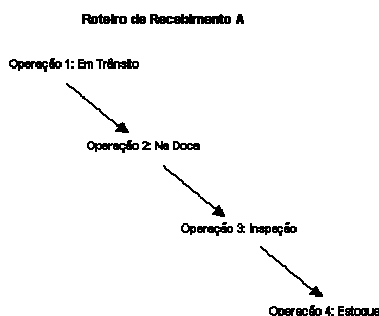 Roteiro de Recebimento A
Operação 1: Em Trânsito
Operação 2: Na Doca
Operação 3: Inspeção
Operação 4: Estoque